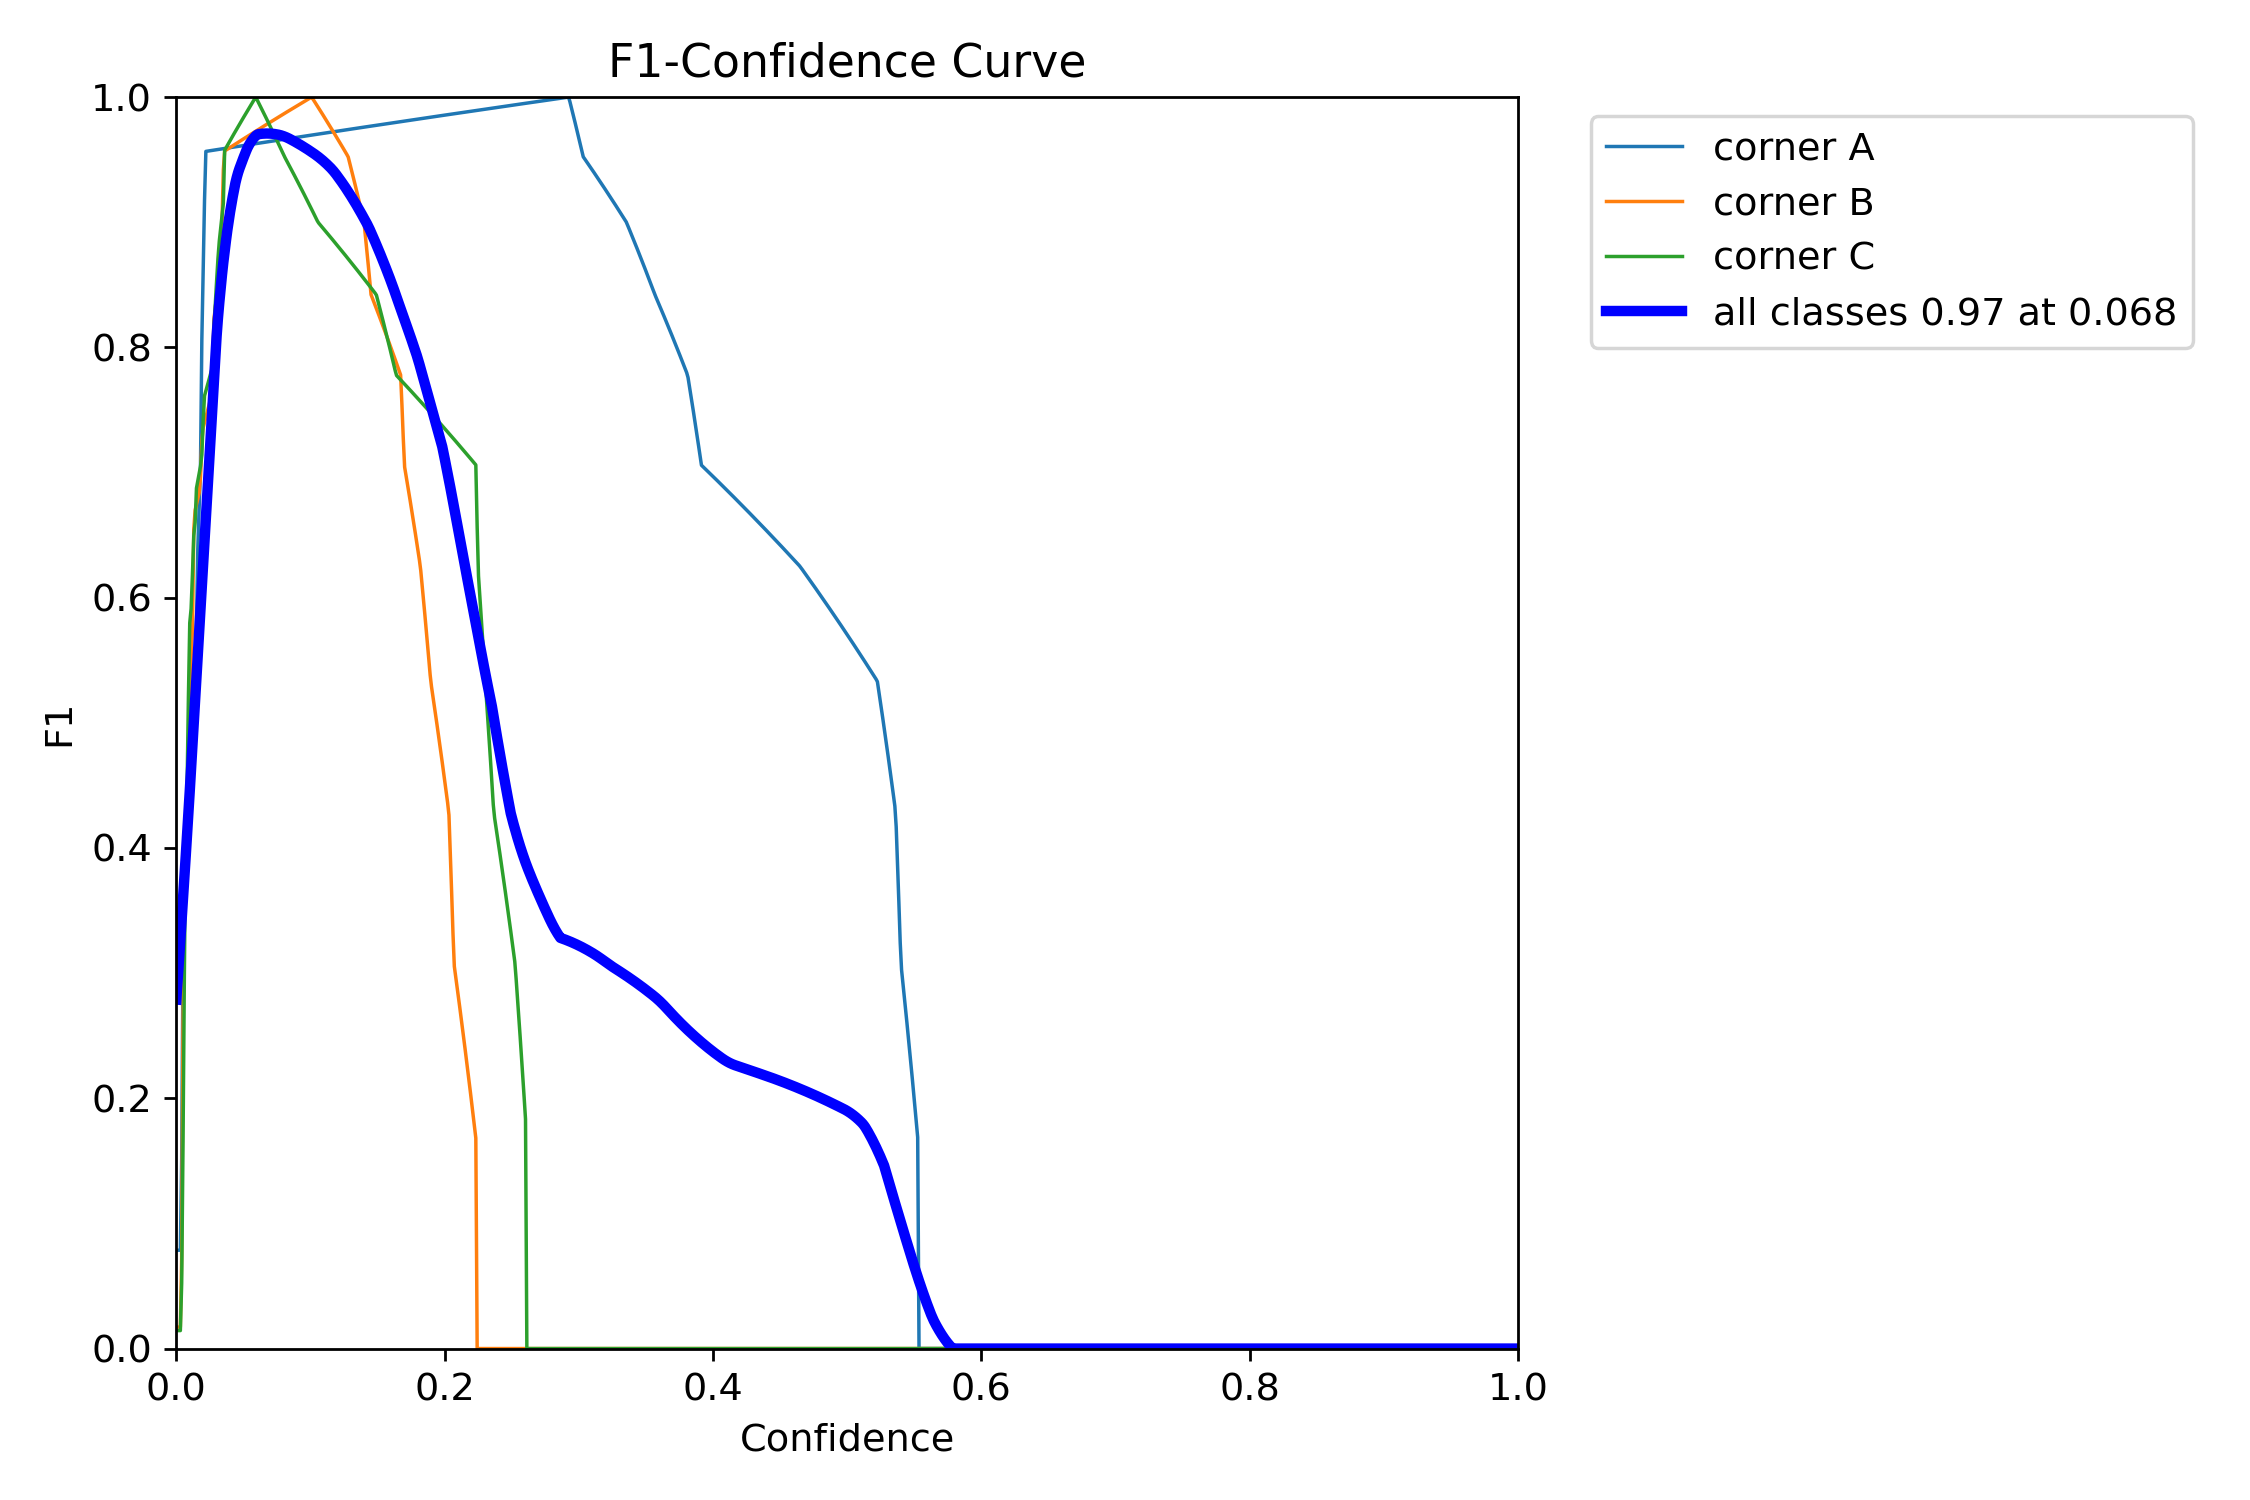 F1-Confidence Curve
1.0
0.8
0.6
0.4
0.2
0.0
F1
0.0 0.2 0.4 0.6 0.8 1.0
Confidence
corner A
corner B
corner C
all classes 0.97 at 0.068